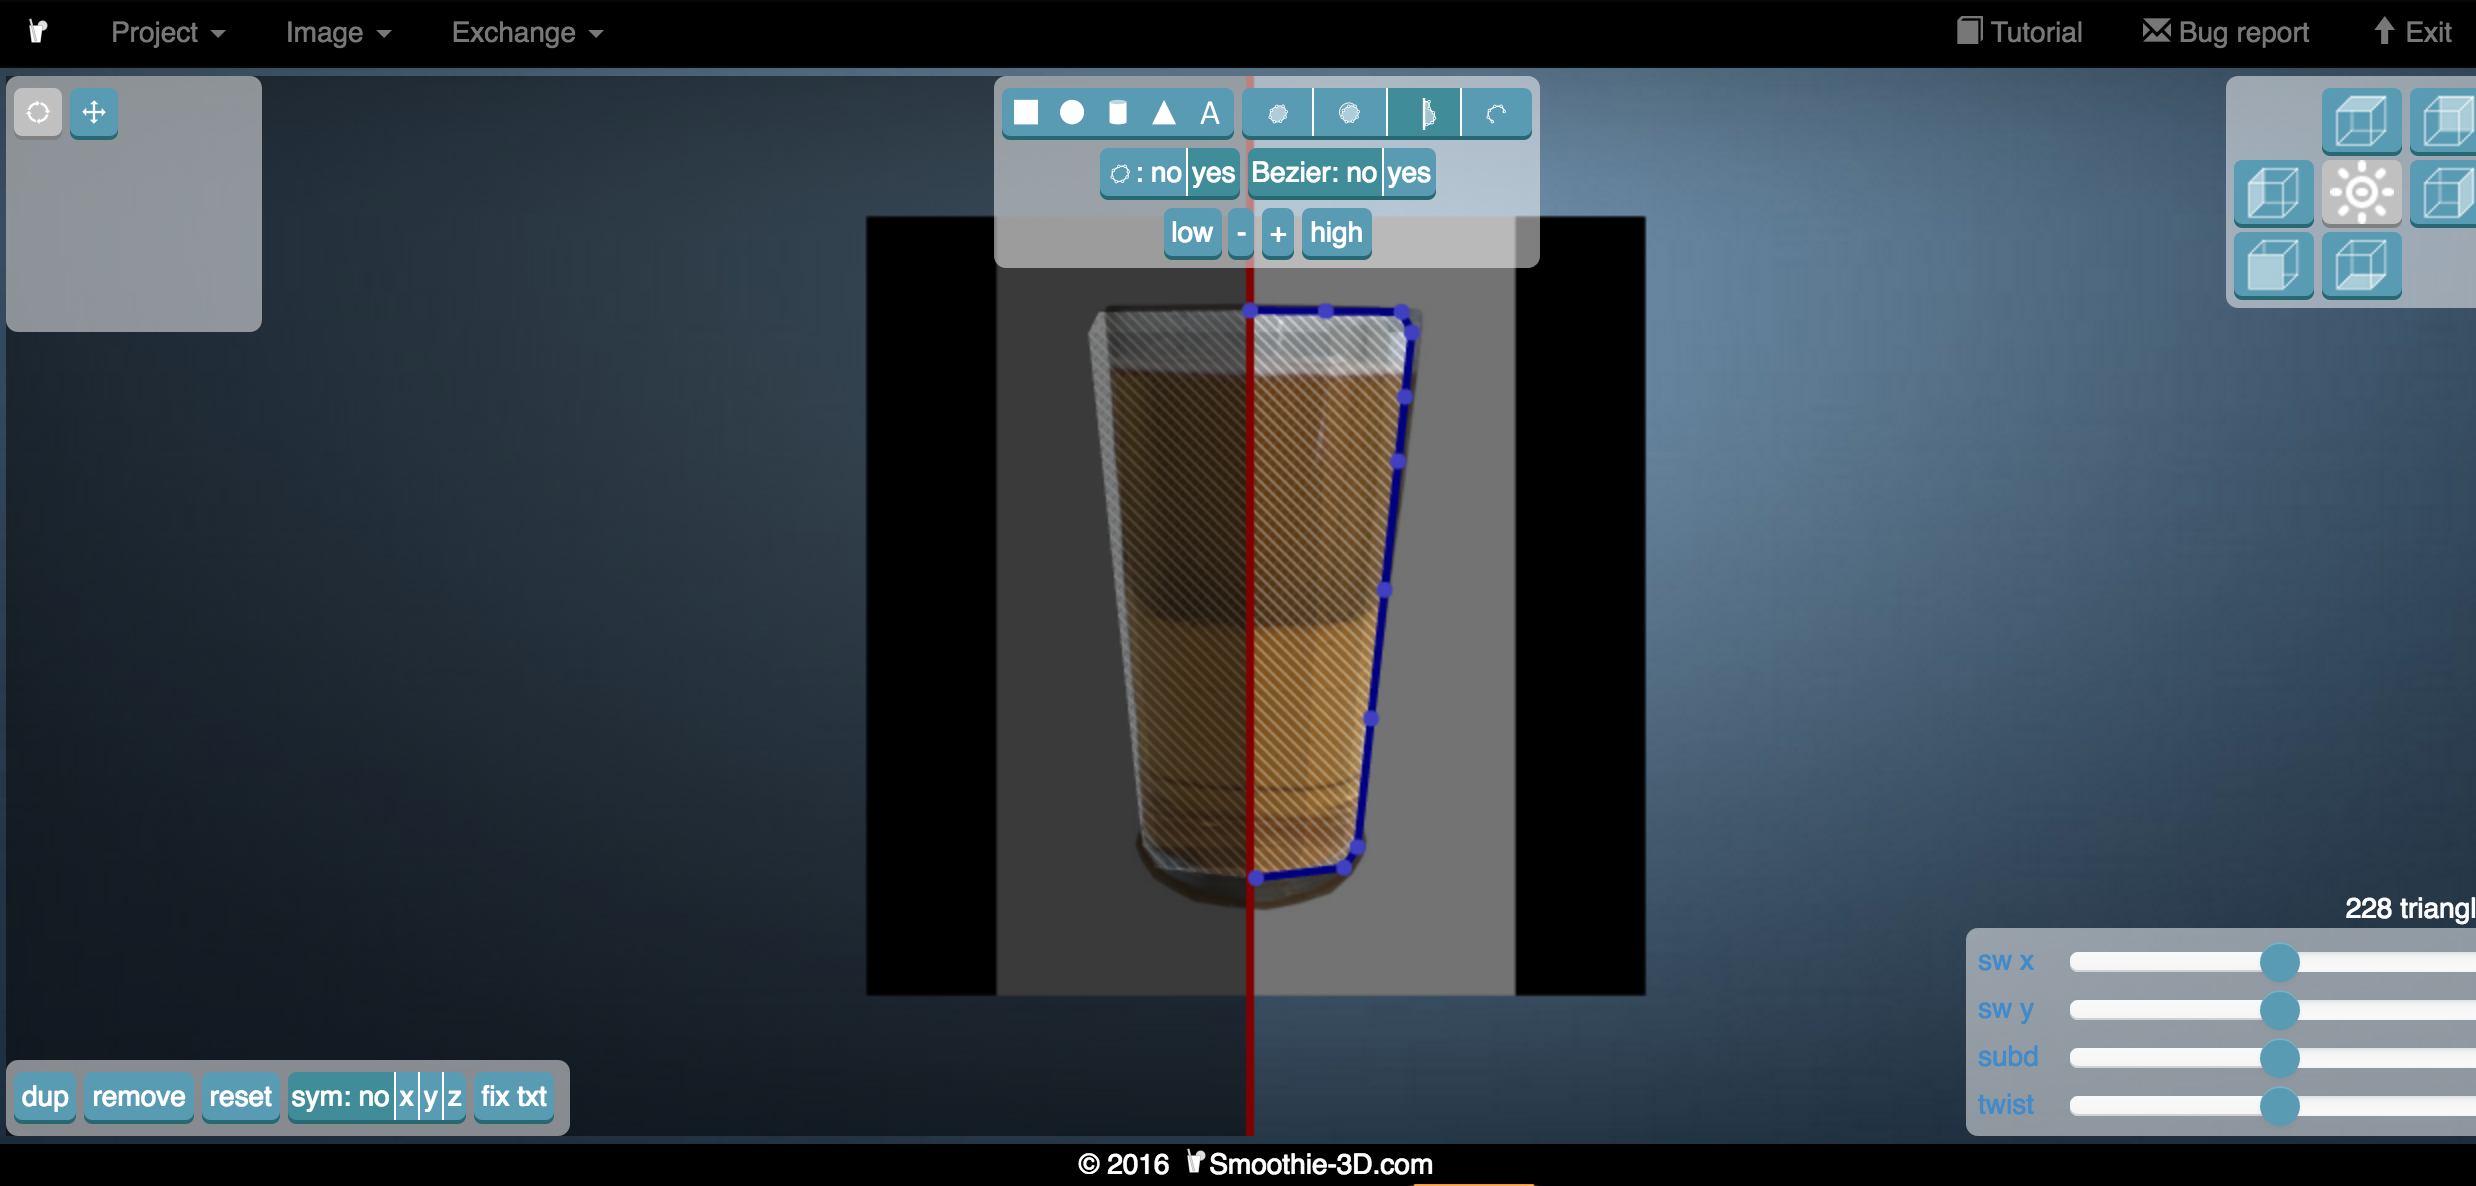 Project Image Exchange Tutorial Bug report Exit
A
: no yes Bezier: no yes
low - + high
228 triangl
sw x
sw y
subd
twist
dup remove reset sym: no x y z fix txt
© 2016 Smoothie-3D.com